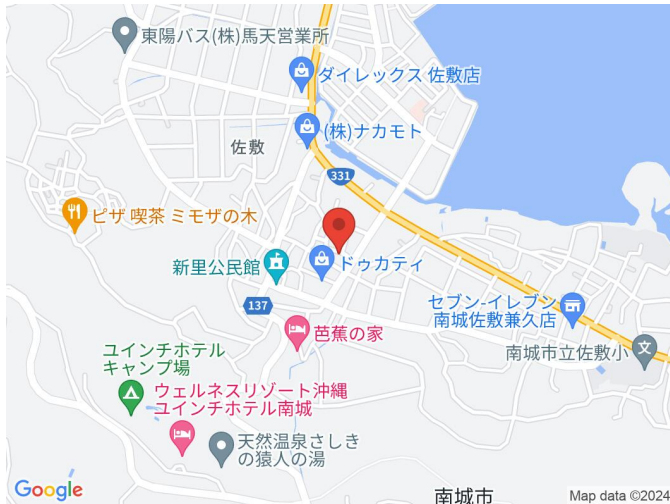 東陽バス(株)馬天営業所
ダイレックス 佐敷店
(株)ナカモト
佐敷
331
ピザ 喫茶 ミモザの木
新里公民館
ドゥカティ
137
セブン-イレブン
南城佐敷兼久店
芭蕉の家
南城市立佐敷小
文
ユインチホテル
キャンプ場
ウェルネスリゾート沖縄
ユインチホテル南城
天然温泉さしき
の猿人の湯
南城市
Google
Map data ©2024